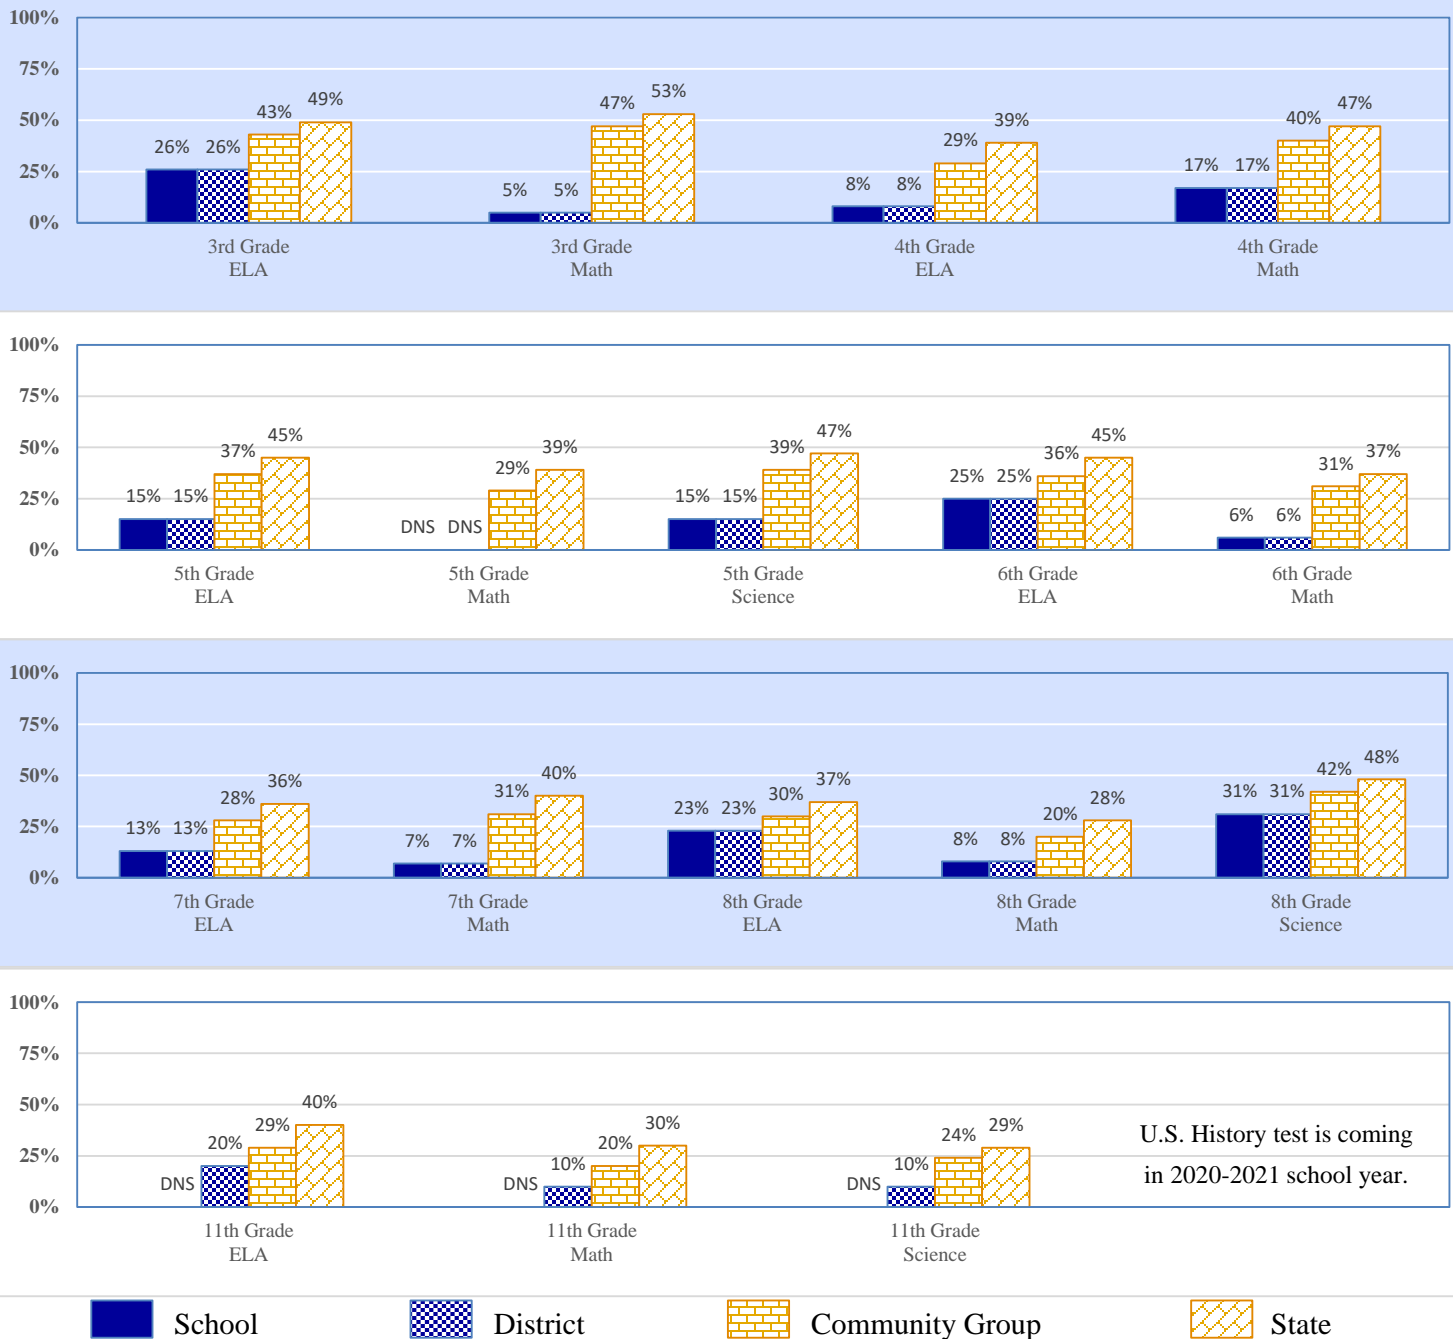 100%
75%
50%
25%
0%
26% 26% 43% 49%
5% 5% 47% 53%
8% 8% 29% 39%
17% 17% 40% 47%
3rd Grade
ELA
3rd Grade
Math
4th Grade
ELA
4th Grade
Math
100%
75%
50%
25%
0%
15% 15% 37% 45%
DNS DNS 29% 39%
15% 15% 39% 47%
25% 25% 36% 45%
6% 6% 31% 37%
5th Grade
ELA
5th Grade
Math
5th Grade
Science
6th Grade
ELA
6th Grade
Math
100%
75%
50%
25%
0%
13% 13% 28% 36%
7% 7% 31% 40%
23% 23% 30% 37%
8% 8% 20% 28%
31% 31% 42% 48%
7th Grade
ELA
7th Grade
Math
8th Grade
ELA
8th Grade
Math
8th Grade
Science
100%
75%
50%
25%
0%
DNS 20% 29% 40%
DNS 10% 20% 30%
DNS 10% 24% 29%
U.S. History test is coming
in 2020-2021 school year.
11th Grade
ELA
11th Grade
Math
11th Grade
Science
School District Community Group State